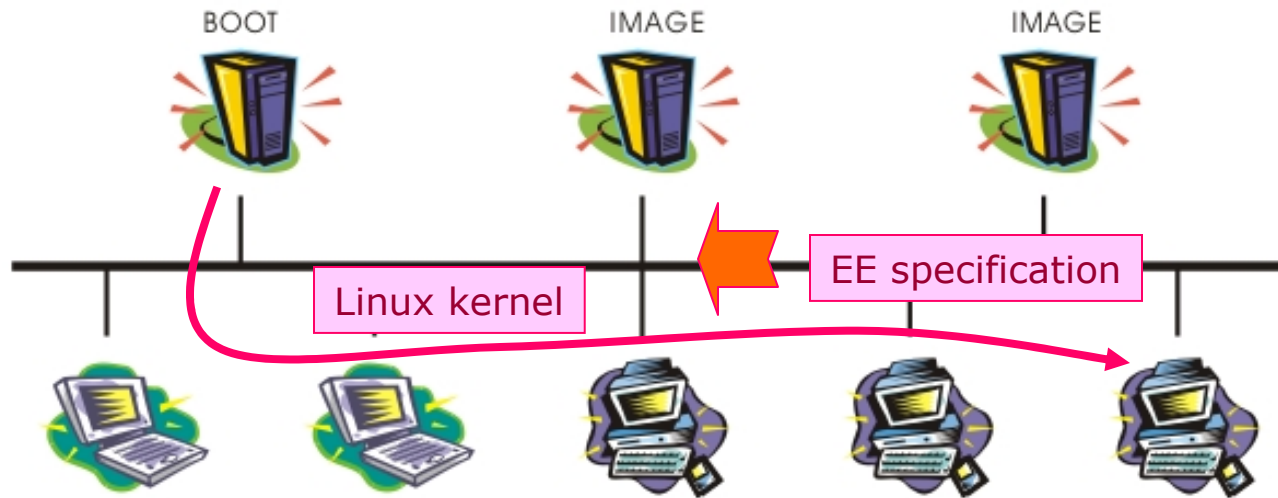 BOOT
IMAGE
IMAGE
EE specification
Linux kernel